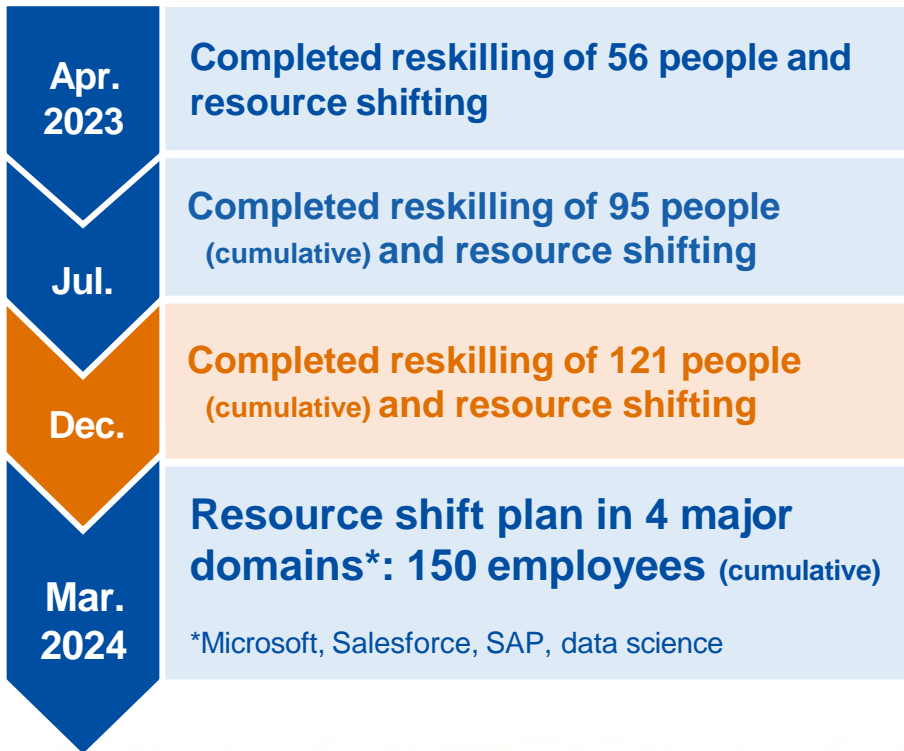 Apr.
2023
Completed reskilling of 56 people and
resource shifting
Jul.
Completed reskilling of 95 people
(cumulative) and resource shifting
Dec.
Completed reskilling of 121 people
(cumulative) and resource shifting
Mar.
2024
Resource shift plan in 4 major
domains*: 150 employees (cumulative)
*Microsoft, Salesforce, SAP, data science